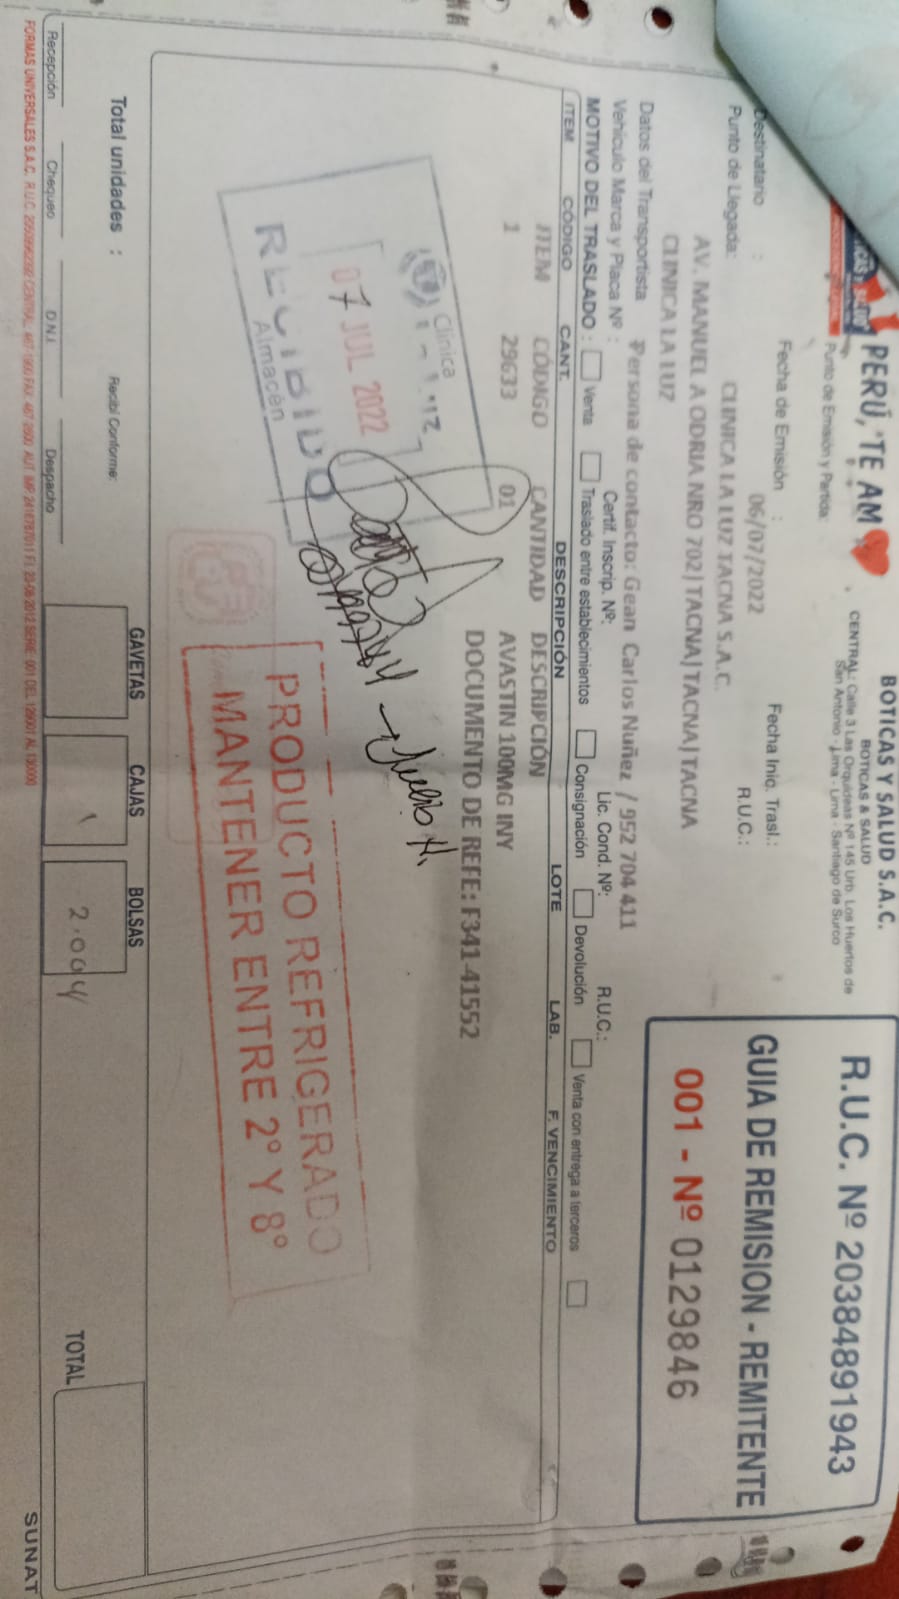 PERÚ, TE AM
BOTICAS Y SALUD S.A.C.
BOTICAS & SALUD
CENTRAL: Calle 3 Las Orquideas Nº 145 Urb. Los Huertos de
San Antonio - Lima - Lima - Santiago de Surco
R.U.C. Nº 20384891943
GUIA DE REMISION - REMITENTE
001 - Nº 0129846
Punto de Emisión y Partida:
Fecha de Emisión : 06/07/2022
Fecha Inic. Trasl.:
Destinatario : CLINICA LA LUZ TACNA S.A.C.
R.U.C.:
Punto de Llegada: AV. MANUEL A ODRIA NRO 702| TACNA| TACNA| TACNA
CLINICA LA LUZ
Datos del Transportista Persona de contacto: Gean Carlos Nuñez / 952 704 411
Vehículo Marca y Placa Nº : Certif. Inscrip. Nº: Lic. Cond. Nº: R.U.C.:
MOTIVO DEL TRASLADO : Venta Traslado entre establecimientos Consignación Devolución Venta con entrega a terceros
ITEM CÓDIGO CANT. DESCRIPCIÓN LOTE LAB. F. VENCIMIENTO
ITEM CÓDIGO CANTIDAD DESCRIPCIÓN
1 29633 01 AVASTIN 100MG INY
DOCUMENTO DE REFE: F341-41552
Clínica
07 JUL 2022
RECIBIDO
Almacén
PRODUCTO REFRIGERADO
MANTENER ENTRE 2º Y 8º
GAVETAS CAJAS BOLSAS
Total unidades : Recibí Conforme: 1 2.004 TOTAL
Recepción Chequeo D.N.I. Despacho
SUNAT